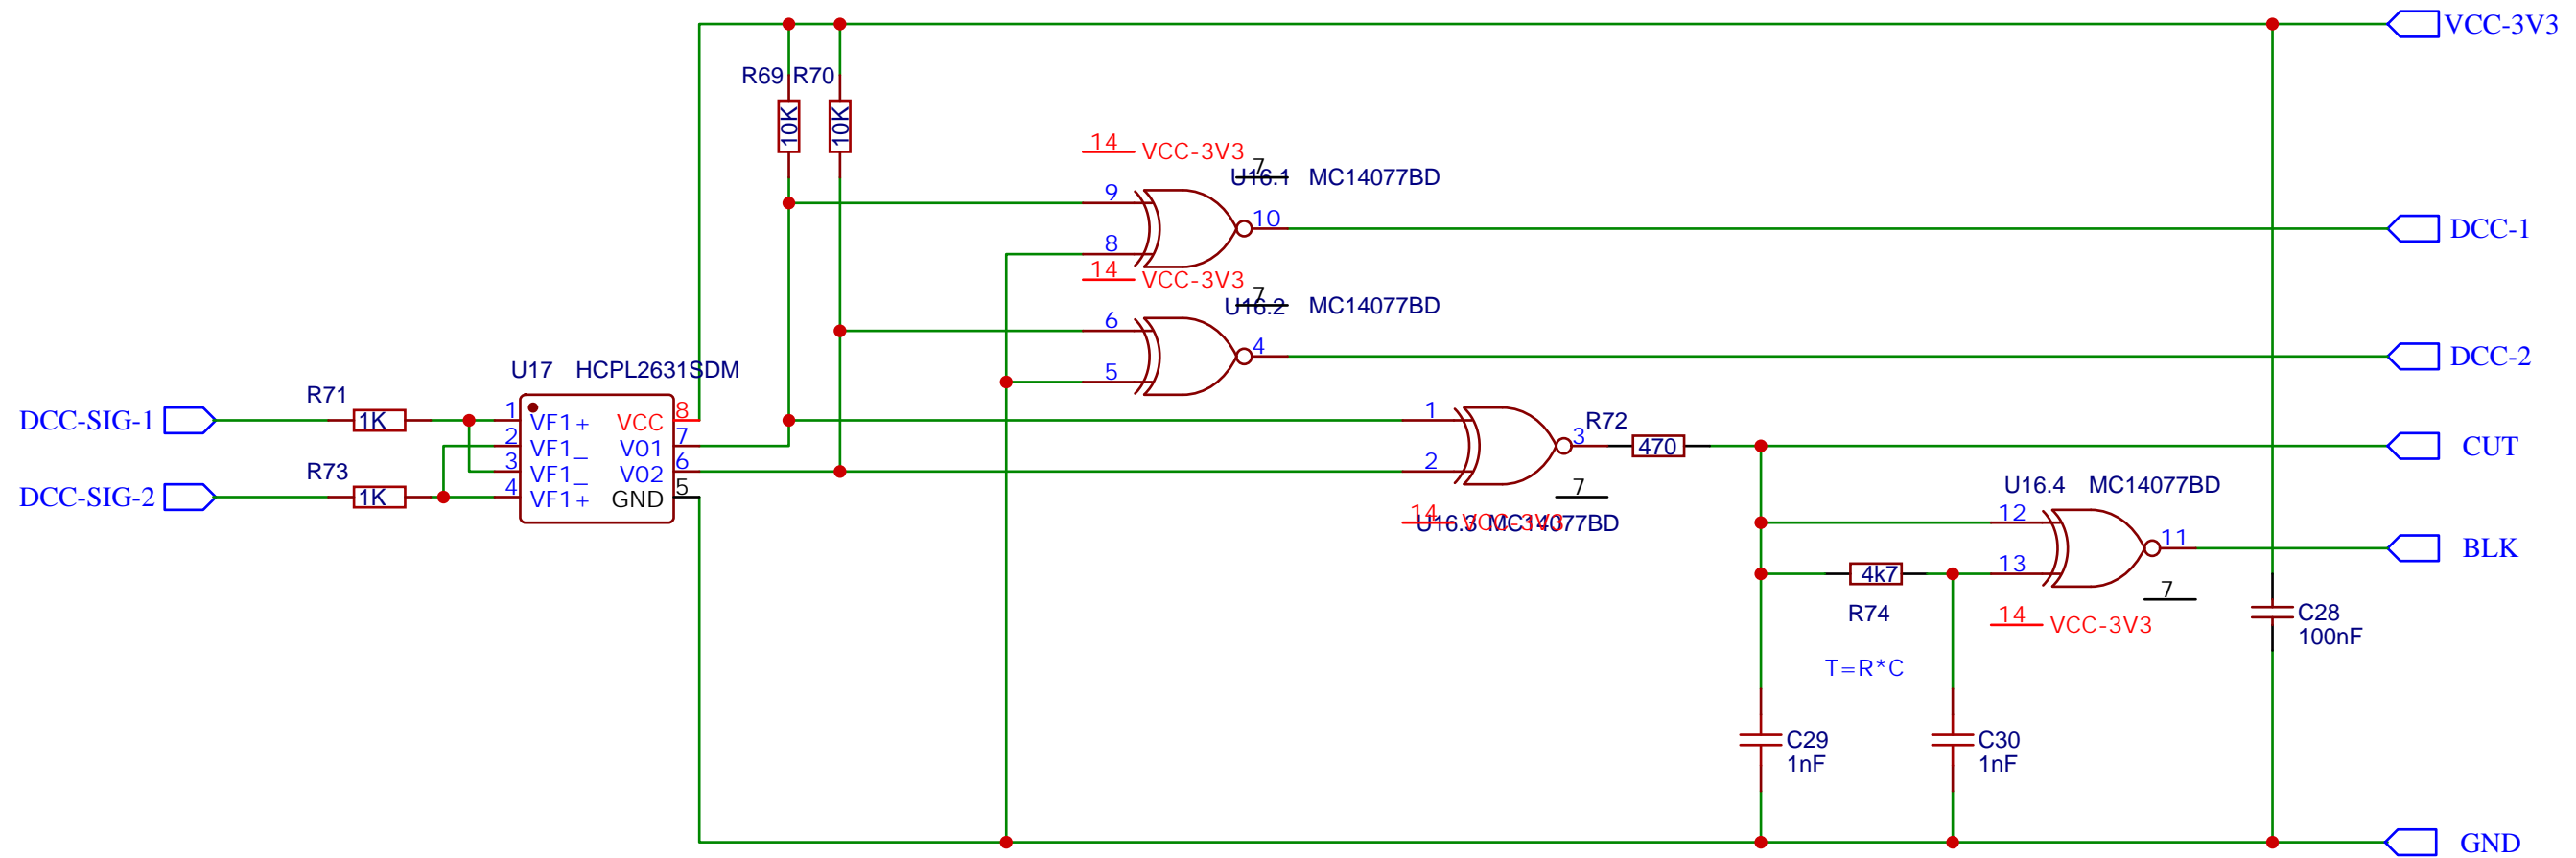 VCC-3V3
R69 R70
10K 10K
14 VCC-3V3
7
U16.1 MC14077BD
9
10
8
DCC-1
14 VCC-3V3
7
U16.2 MC14077BD
6
4
5
DCC-2
U17 HCPL2631SDM
R71
DCC-SIG-1
1K
1 VF1+ VCC 8
2 VF1_ V01 7
3 VF1_ V02 6
4 VF1+ GND 5
R73
DCC-SIG-2
1K
1
2
3
R72
470
7
14 VCC-3V3
U16.3 MC14077BD
CUT
U16.4 MC14077BD
12
11
13
BLK
4k7
R74
7
14 VCC-3V3
T=R*C
C28
100nF
C29
1nF
C30
1nF
GND